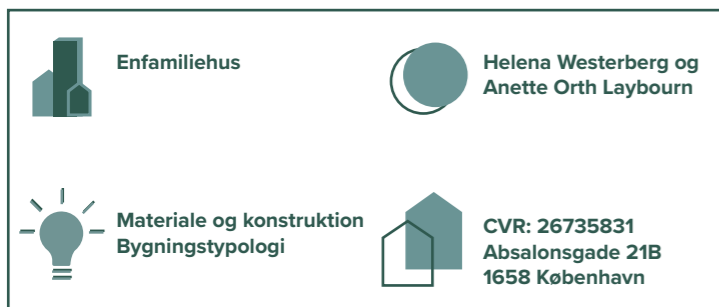 Enfamiliehus
Helena Westerberg og
Anette Orth Laybourn
Materiale og konstruktion
Bygningstypologi
CVR: 26735831
Absalonsgade 21B
1658 København